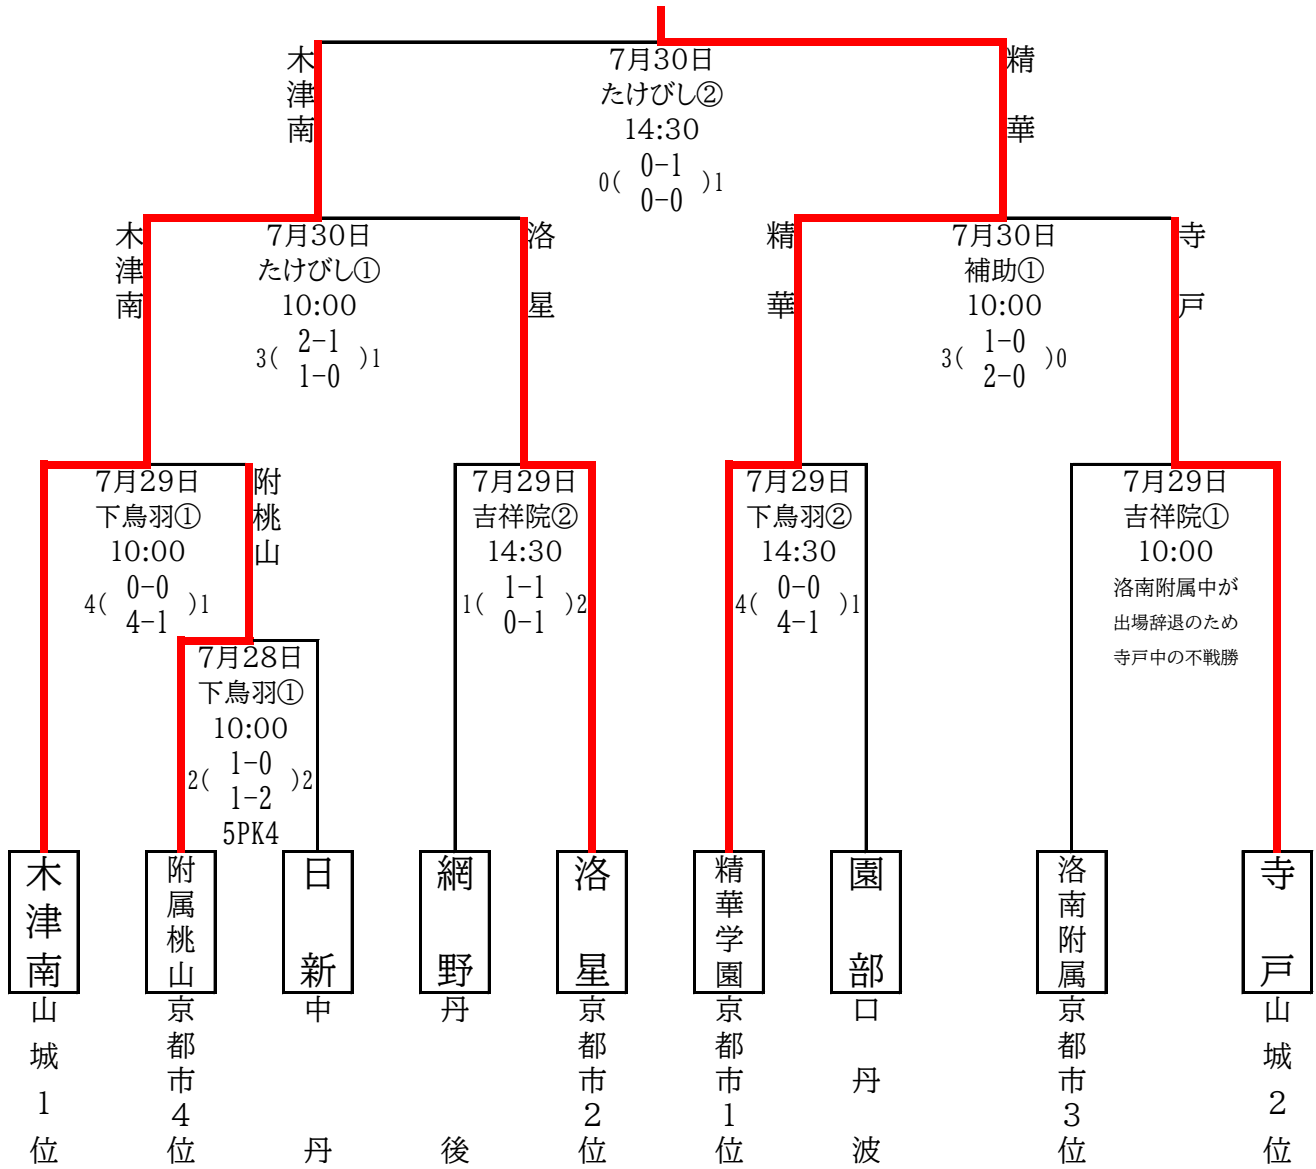 木津南
7月30日
たけびし②
14:30
0-1
0( )1
0-0
精華
木津南
7月30日
たけびし①
10:00
2-1
3( )1
1-0
洛星
精華
7月30日
補助①
10:00
1-0
3( )0
2-0
寺戸
7月29日
下鳥羽①
10:00
0-0
4( )1
4-1
附桃山
7月29日
吉祥院②
14:30
1-1
1( )2
0-1
7月29日
下鳥羽②
14:30
0-0
4( )1
4-1
7月29日
吉祥院①
10:00
洛南附属中が
出場辞退のため
寺戸中の不戦勝
7月28日
下鳥羽①
10:00
1-0
2( )2
1-2
5PK4
木津南
附属桃山
日新
網野
洛星
精華学園
園部
洛南附属
寺戸
山城1位
京都市4位
中丹
丹後
京都市2位
京都市1位
口丹波
京都市3位
山城2位